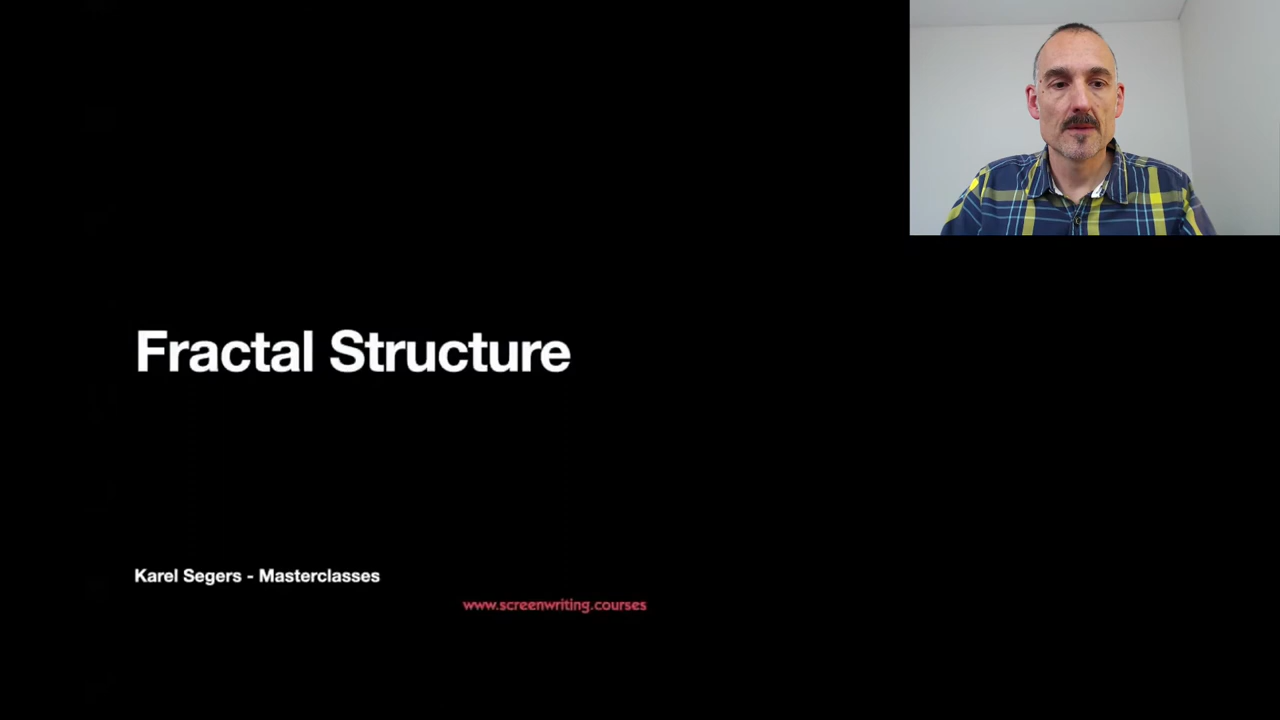 Fractal Structure
Karel Segers - Masterclasses
www.screenwriting.courses